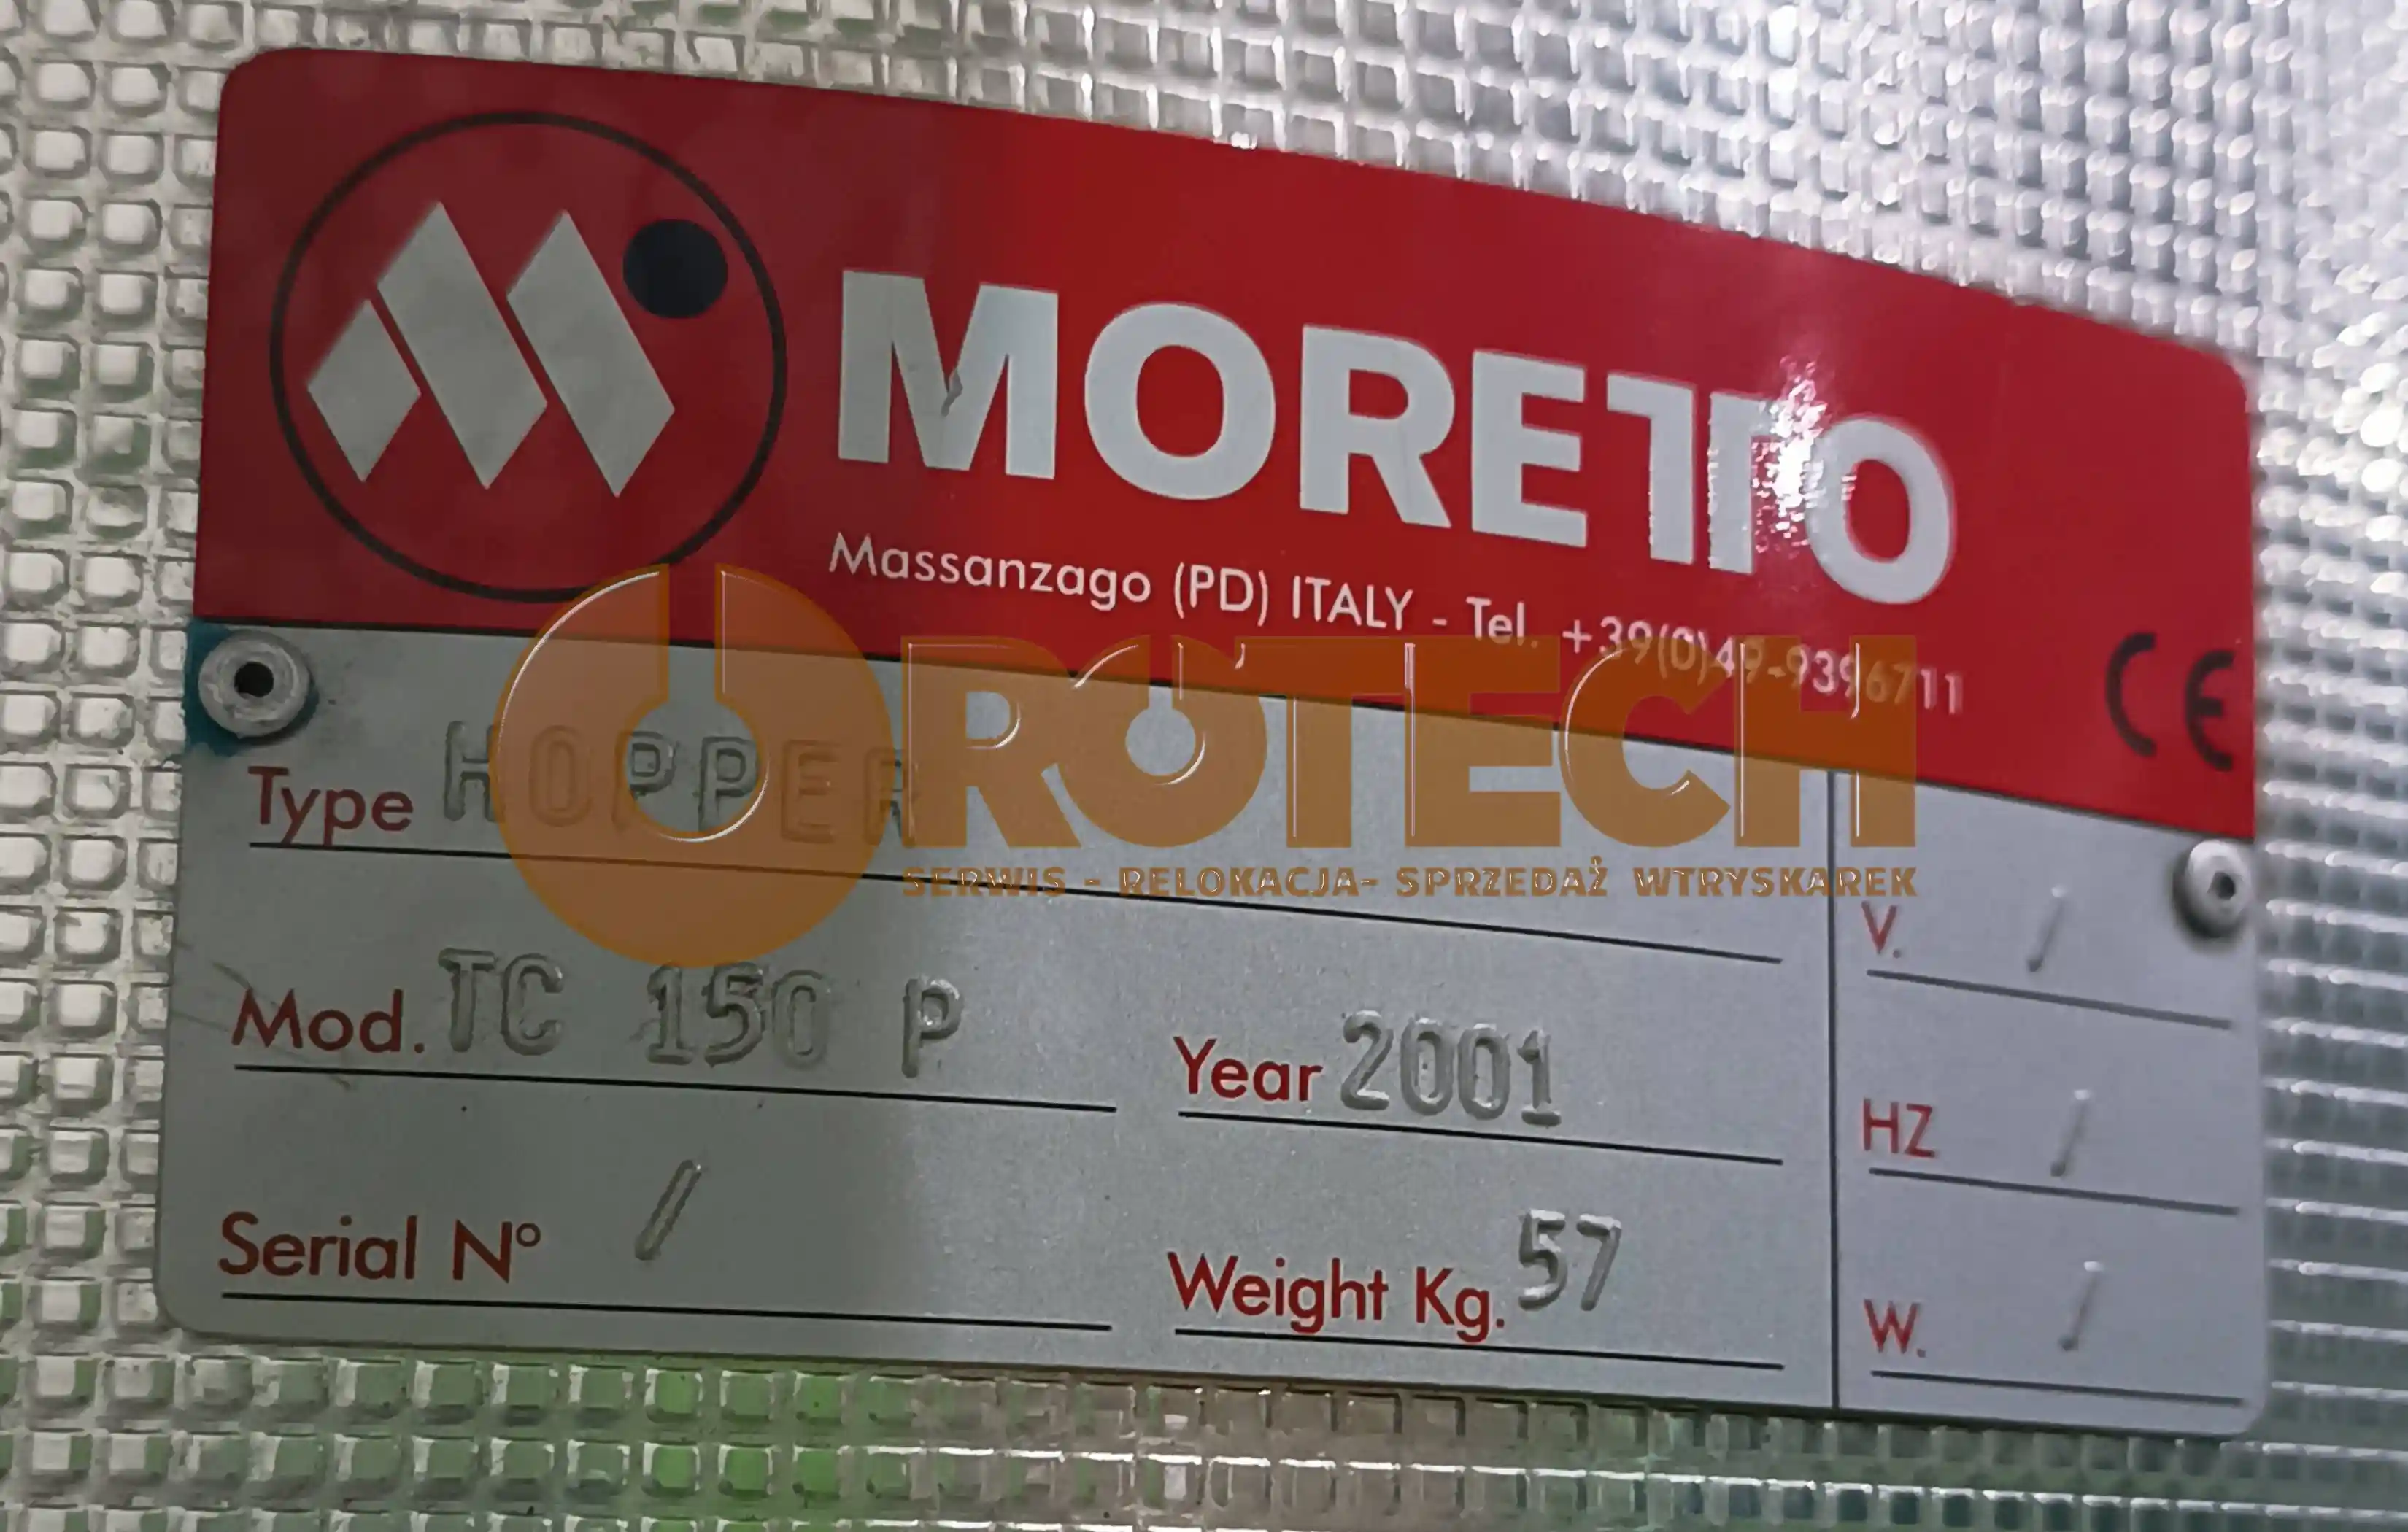 MORETTO
Massanzago (PD) ITALY - Tel. +39(0)49-9396711
CE
OROTECH
SERWIS - RELOKACJA- SPRZEDAŻ WTRYSKAREK
Type HOPPER
V. /
Mod. TC 150 P
Year 2001
HZ /
Serial N° /
Weight Kg. 57
W. /